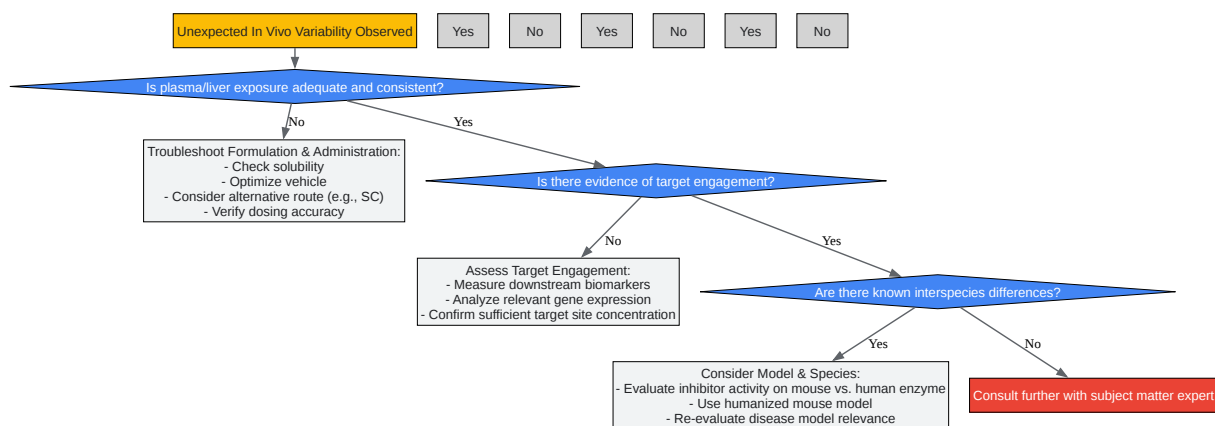 Unexpected In Vivo Variability Observed
Yes
No
Yes
No
Yes
No
Is plasma/liver exposure adequate and consistent?
No
Yes
Troubleshoot Formulation & Administration:
- Check solubility
- Optimize vehicle
- Consider alternative route (e.g., SC)
- Verify dosing accuracy
Is there evidence of target engagement?
No
Yes
Assess Target Engagement:
- Measure downstream biomarkers
- Analyze relevant gene expression
- Confirm sufficient target site concentration
Are there known interspecies differences?
Yes
No
Consider Model & Species:
- Evaluate inhibitor activity on mouse vs. human enzyme
- Use humanized mouse model
- Re-evaluate disease model relevance
Consult further with subject matter expert